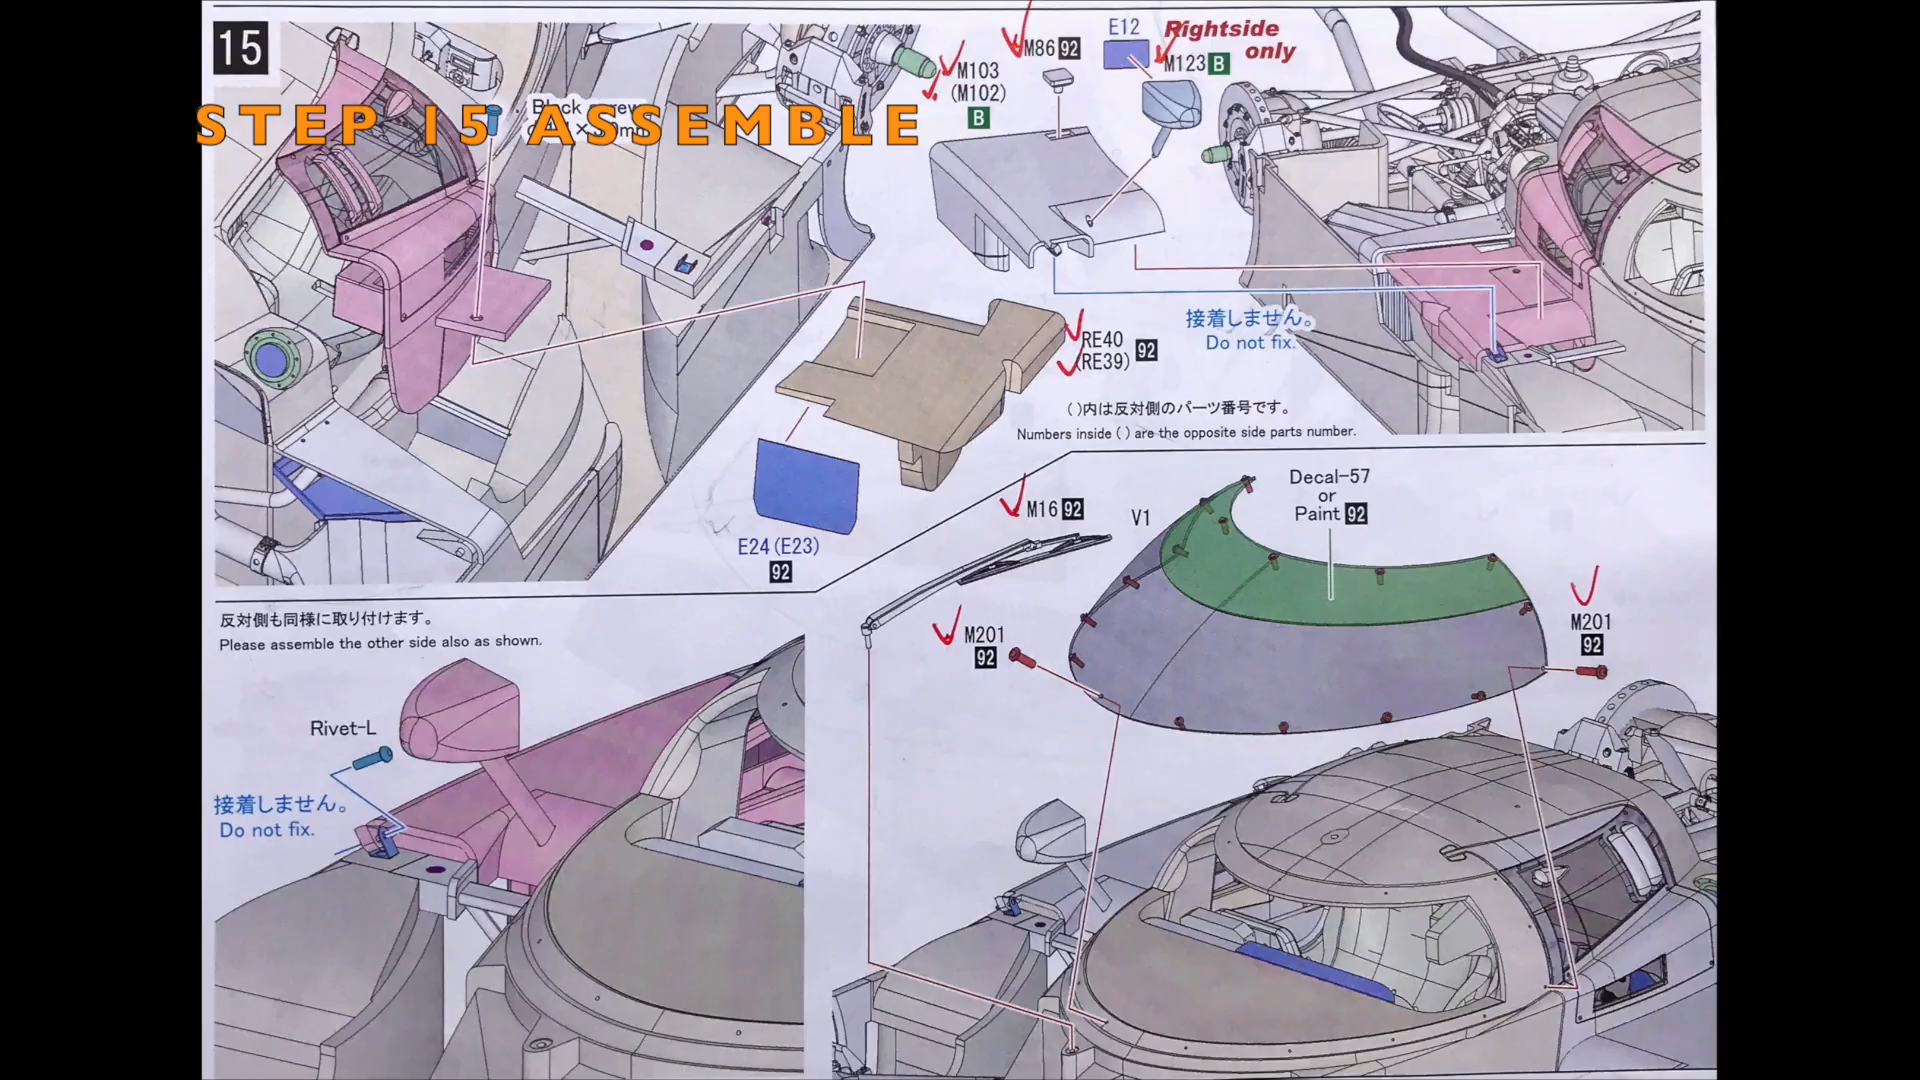 15
STEP 15 ASSEMBLE
Black screw
M103
(M102)
B
M86 92
E12
Rightside
only
M123 B
接着しません。
Do not fix.
RE40
(RE39) 92
( )内は反対側のパーツ番号です。
Numbers inside ( ) are the opposite side parts number.
E24 (E23)
92
反対側も同様に取り付けます。
Please assemble the other side also as shown.
Rivet-L
接着しません。
Do not fix.
M16 92
V1
Decal-57
or
Paint 92
M201
92
M201
92